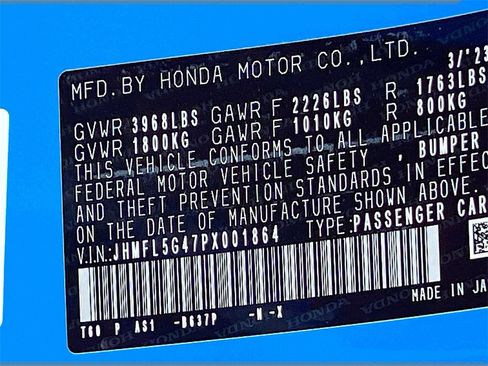 MFD. BY HONDA MOTOR CO., LTD. 3/'23
GVWR 3968LBS GAWR F 2226LBS R 1763LBS
GVWR 1800KG GAWR F 1010KG R 800KG
THIS VEHICLE CONFORMS TO ALL APPLICABLE
FEDERAL MOTOR VEHICLE SAFETY, BUMPER
AND THEFT PREVENTION STANDARDS IN EFFEC
ON THE DATE OF MANUFACTURE SHOWN ABOVE.
V.I.N:JHMFL5G47PX001864 TYPE:PASSENGER CAR
MADE IN JA
T60 P AS1 -B637P -N -X